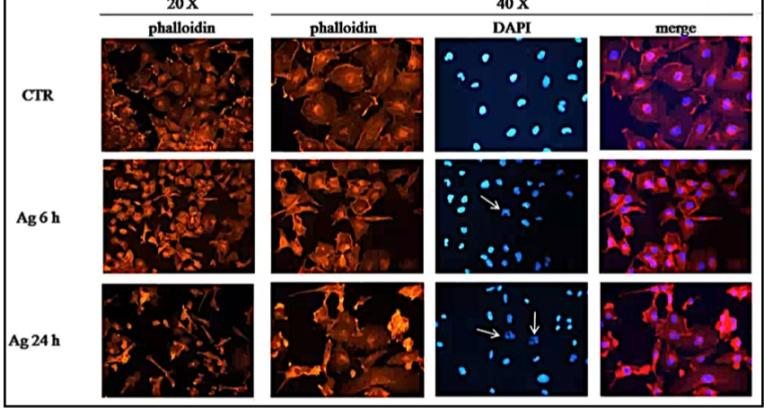 20 X
40 X
phalloidin
phalloidin
DAPI
merge
CTR
Ag 6 h
Ag 24 h